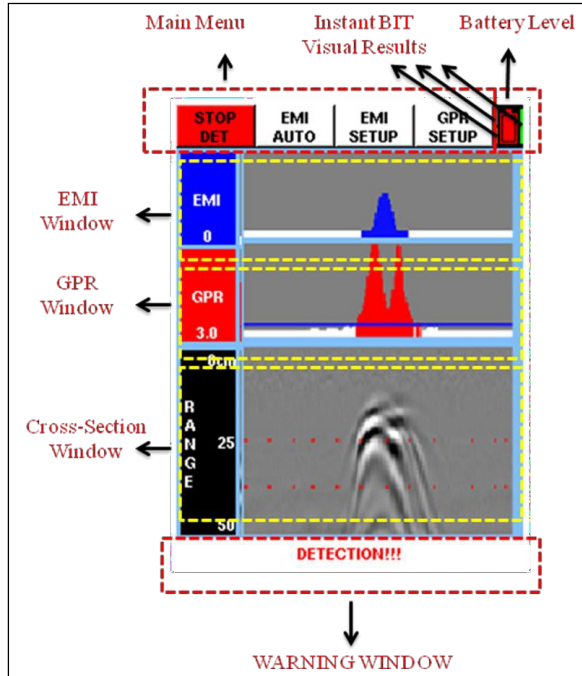 Main Menu
Instant BIT
Visual Results
Battery Level
STOP
DET
EMI
AUTO
EMI
SETUP
GPR
SETUP
EMI
Window
EMI
0
GPR
Window
GPR
3.0
0cm
Cross-Section
Window
RANGE
25
50
DETECTION!!!
WARNING WINDOW